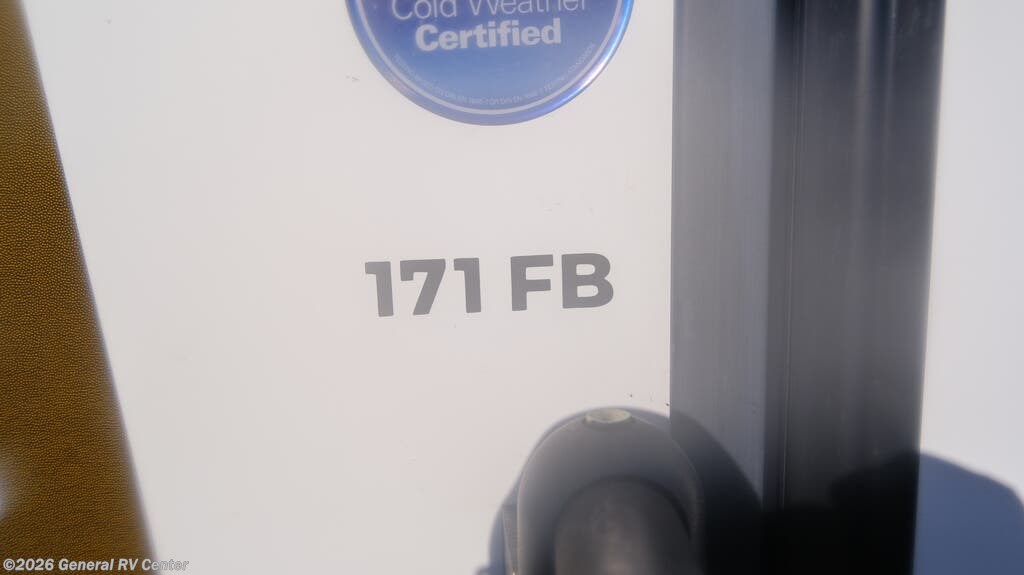 Cold Weather
Certified
171 FB
©2026 General RV Center